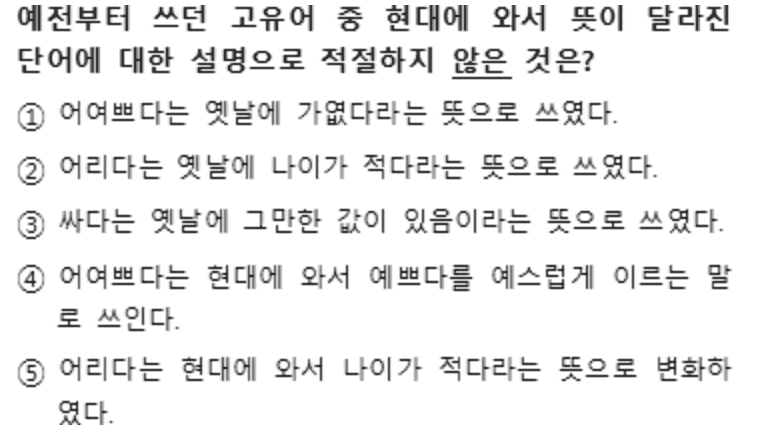 예전부터 쓰던 고유어 중 현대에 와서 뜻이 달라진
단어에 대한 설명으로 적절하지 않은 것은?
① 어여쁘다는 옛날에 가엾다라는 뜻으로 쓰였다.
② 어리다는 옛날에 나이가 적다라는 뜻으로 쓰였다.
③ 싸다는 옛날에 그만한 값이 있음이라는 뜻으로 쓰였다.
④ 어여쁘다는 현대에 와서 예쁘다를 예스럽게 이르는 말
로 쓰인다.
⑤ 어리다는 현대에 와서 나이가 적다라는 뜻으로 변화하
였다.